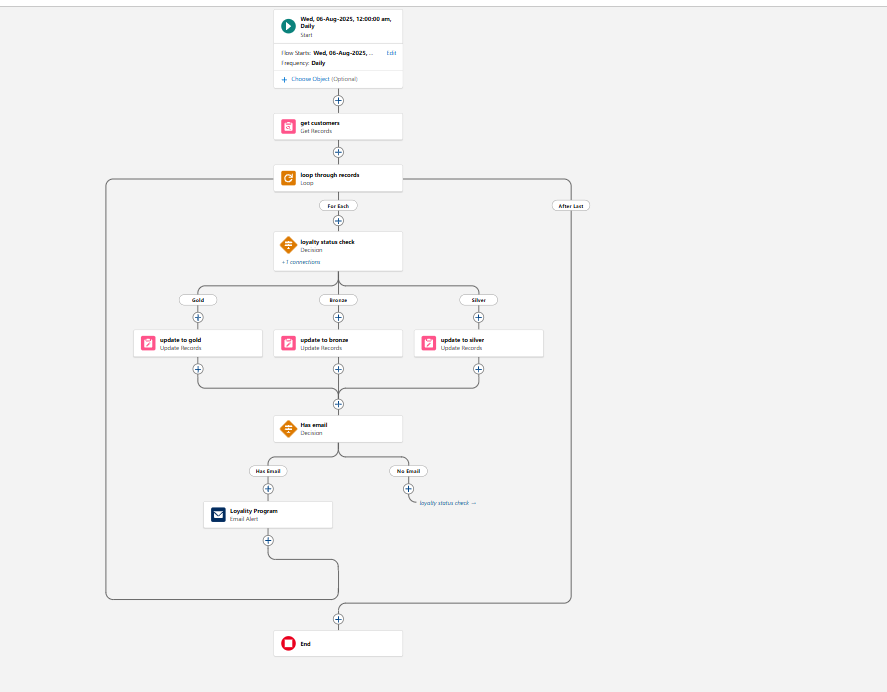 Wed, 06-Aug-2025, 12:00:00 am,
Daily
Start
Flow Starts: Wed, 06-Aug-2025, ... Edit
Frequency: Daily
+ Choose Object (Optional)
get customers
Get Records
loop through records
Loop
For Each
After Last
loyalty status check
Decision
+ 1 connections
Gold
Bronze
Silver
update to gold
Update Records
update to bronze
Update Records
update to silver
Update Records
Has email
Decision
Has Email
No Email
loyalty status check →
Loyality Program
Email Alert
End